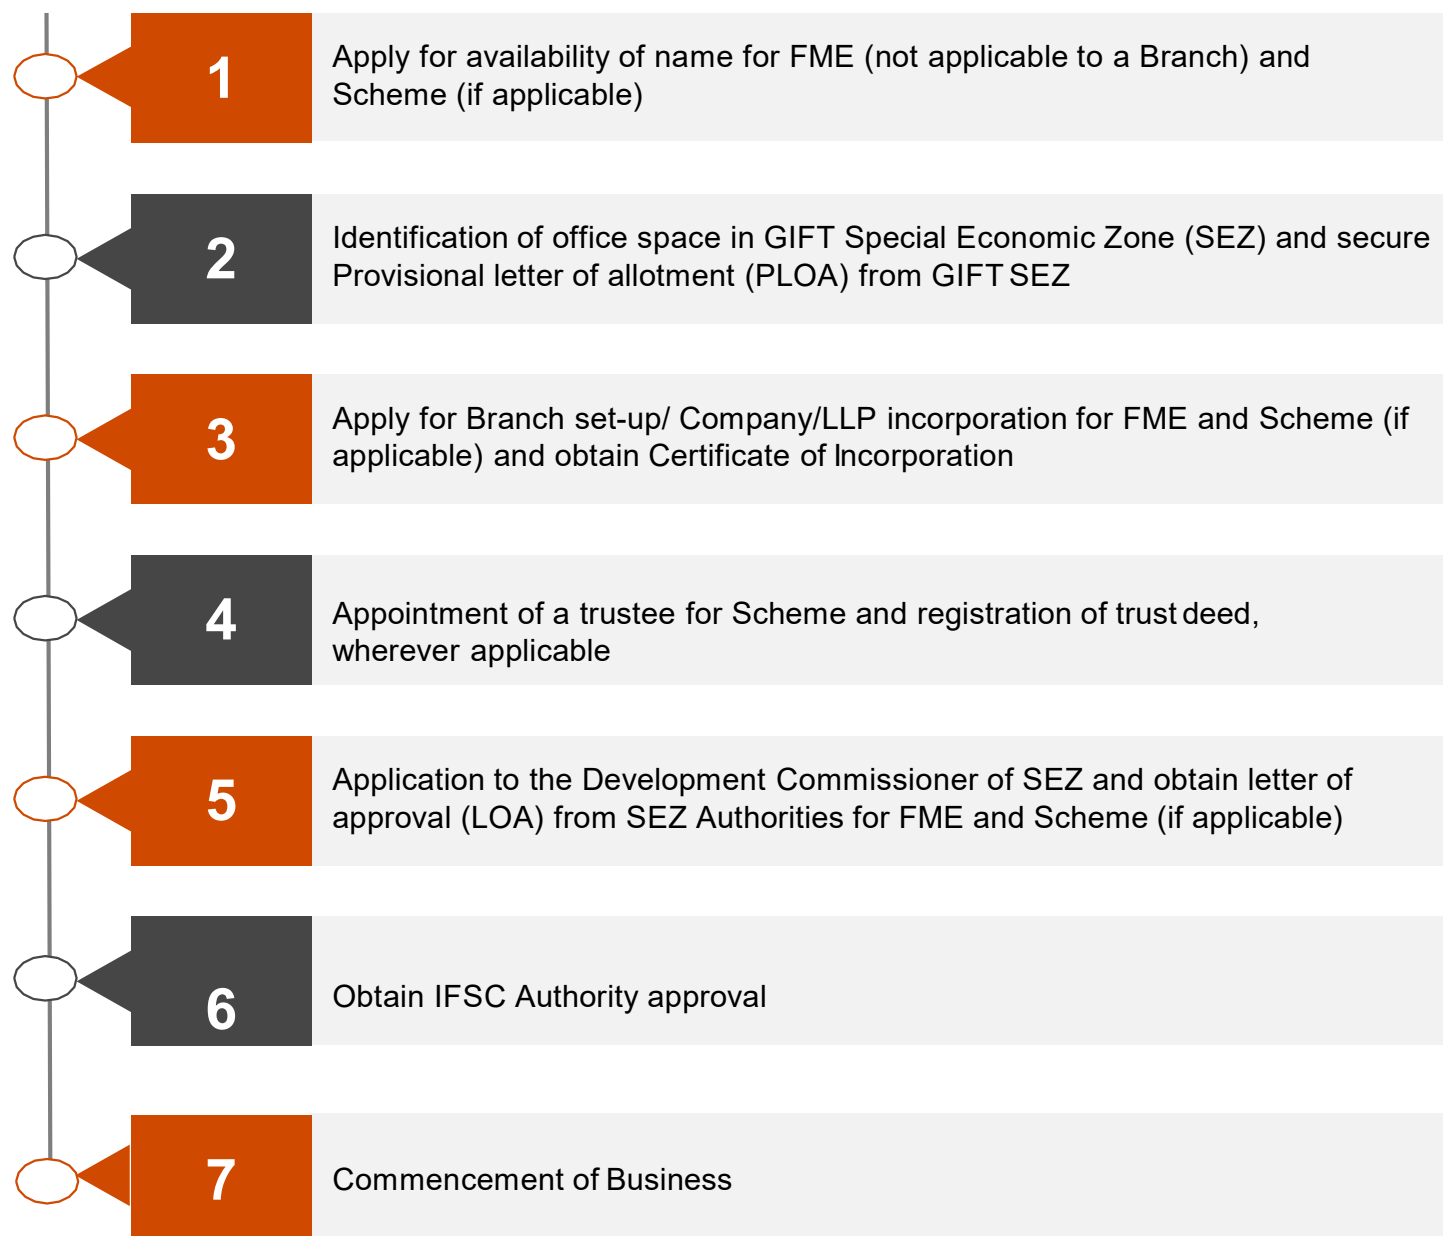 1
Apply for availability of name for FME (not applicable to a Branch) and
Scheme (if applicable)
2
Identification of office space in GIFT Special Economic Zone (SEZ) and secure
Provisional letter of allotment (PLOA) from GIFT SEZ
3
Apply for Branch set-up/ Company/LLP incorporation for FME and Scheme (if
applicable) and obtain Certificate of Incorporation
4
Appointment of a trustee for Scheme and registration of trust deed,
wherever applicable
5
Application to the Development Commissioner of SEZ and obtain letter of
approval (LOA) from SEZ Authorities for FME and Scheme (if applicable)
6
Obtain IFSC Authority approval
7
Commencement of Business